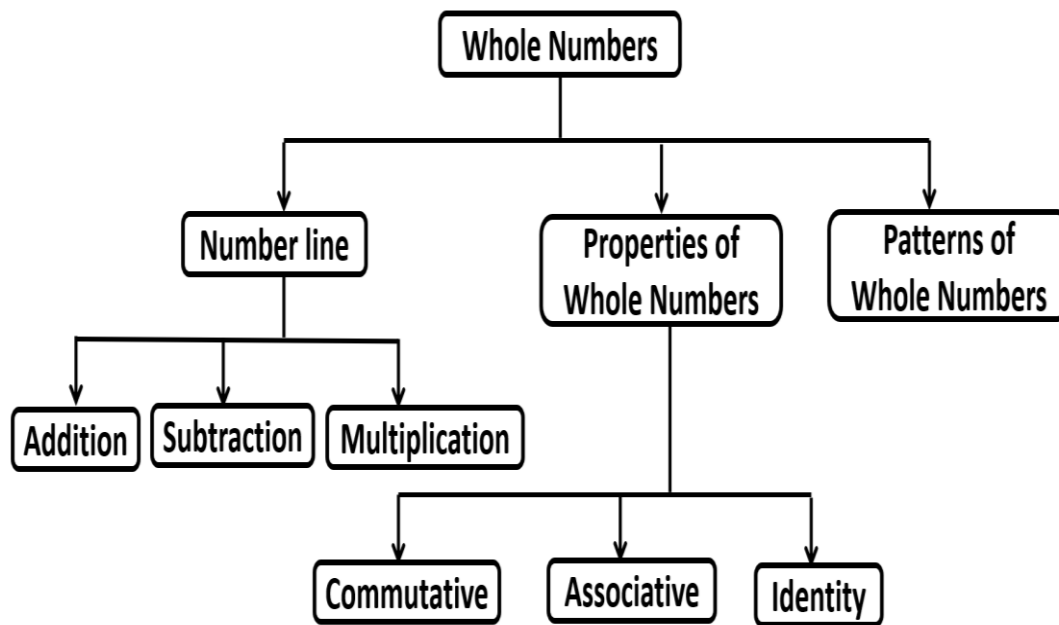 Whole Numbers
Number line
Properties of
Whole Numbers
Patterns of
Whole Numbers
Addition
Subtraction
Multiplication
Commutative
Associative
Identity